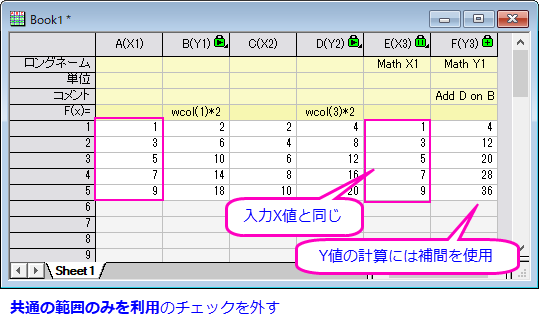 Book1 *
A(X1) B(Y1) C(X2) D(Y2) E(X3) F(Y3)
ロングネーム Math X1 Math Y1
単位
コメント Add D on B
F(x)= wcol(1)*2 wcol(3)*2
1 1 2 2 4 1 4
2 3 6 4 8 3 12
3 5 10 6 12 5 20
4 7 14 8 16 7 28
5 9 18 10 20 9 36
6
7
8
9
入力X値と同じ
Y値の計算には補間を使用
Sheet1
共通の範囲のみを利用のチェックを外す